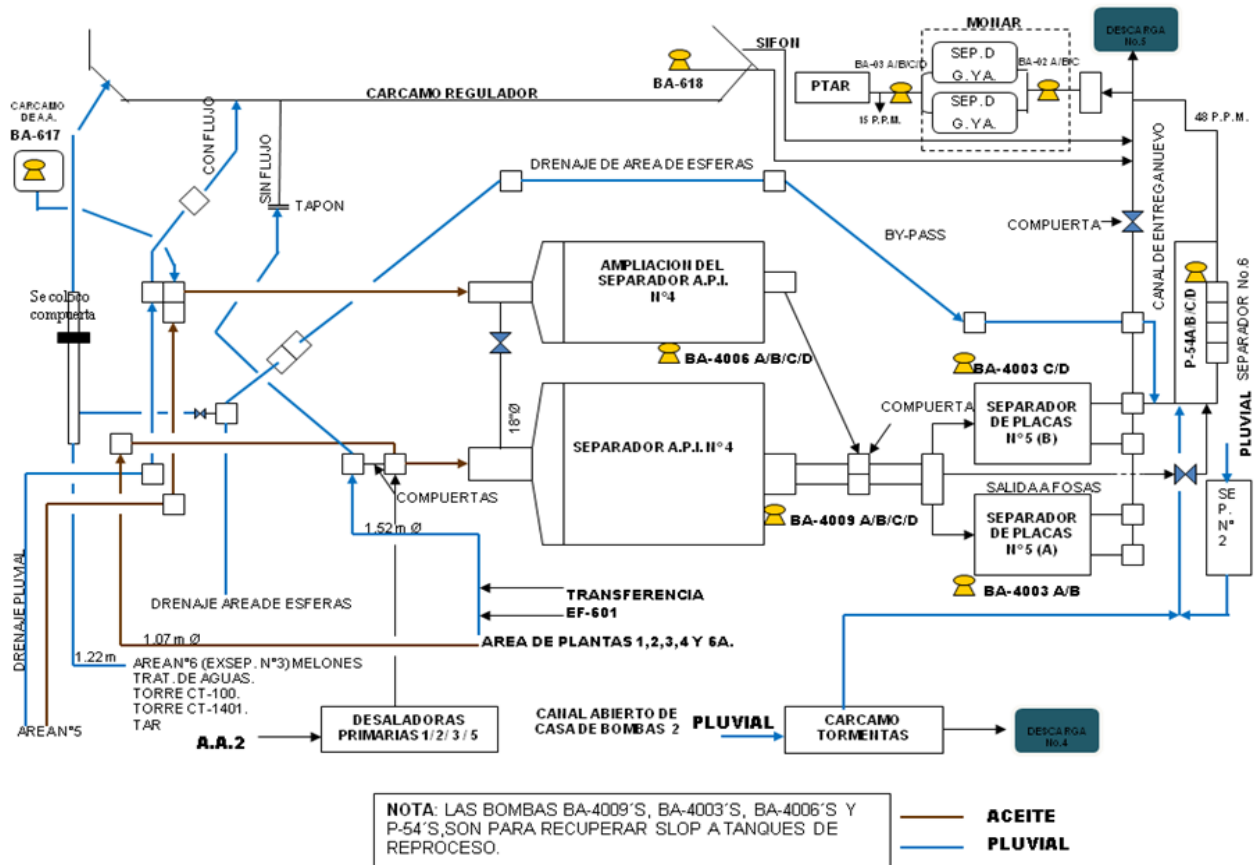 MONAR
DESCARGA
No.5
SIFON
BA-03 A/B/C/D
SEP. D
G. Y A.
BA-02 A/B/C
BA-618
PTAR
SEP. D
G. Y A.
CARCAMO REGULADOR
15 P.P.M.
48 P.P.M.
CARCAMO
DE A.A.
BA-617
CON FLUJO
SIN FLUJO
DRENAJE DE AREA DE ESFERAS
TAPON
BY-PASS
COMPUERTA
CANAL DE ENTREGA NUEVO
Se coloco
compuerta
AMPLIACION DEL
SEPARADOR A.P.I.
N°4
BA-4006 A/B/C/D
P-54A/B/C/D
SEPARADOR No.6
BA-4003 C/D
18"Ø
COMPUERTA
SEPARADOR
DE PLACAS
N°5 (B)
PLUVIAL
SEPARADOR A.P.I. N°4
COMPUERTAS
SALIDA A FOSAS
SE
P. N°
2
BA-4009 A/B/C/D
SEPARADOR
DE PLACAS
N°5 (A)
1.52 m Ø
BA-4003 A/B
DRENAJE PLUVIAL
DRENAJE AREA DE ESFERAS
TRANSFERENCIA
EF-601
1.07 m Ø
AREA DE PLANTAS 1,2,3,4 Y 6A.
1.22 m
AREA N°6 (EXSEP. N°3) MELONES
TRAT. DE AGUAS.
TORRE CT-100.
TORRE CT-1401.
TAR
AREA N°5
A.A.2
DESALADORAS
PRIMARIAS 1/ 2/ 3 / 5
CANAL ABIERTO DE
CASA DE BOMBAS 2
PLUVIAL
CARCAMO
TORMENTAS
DESCARGA
No.4
NOTA: LAS BOMBAS BA-4009´S, BA-4003´S, BA-4006´S Y
P-54´S,SON PARA RECUPERAR SLOP A TANQUES DE
REPROCESO.
ACEITE
PLUVIAL